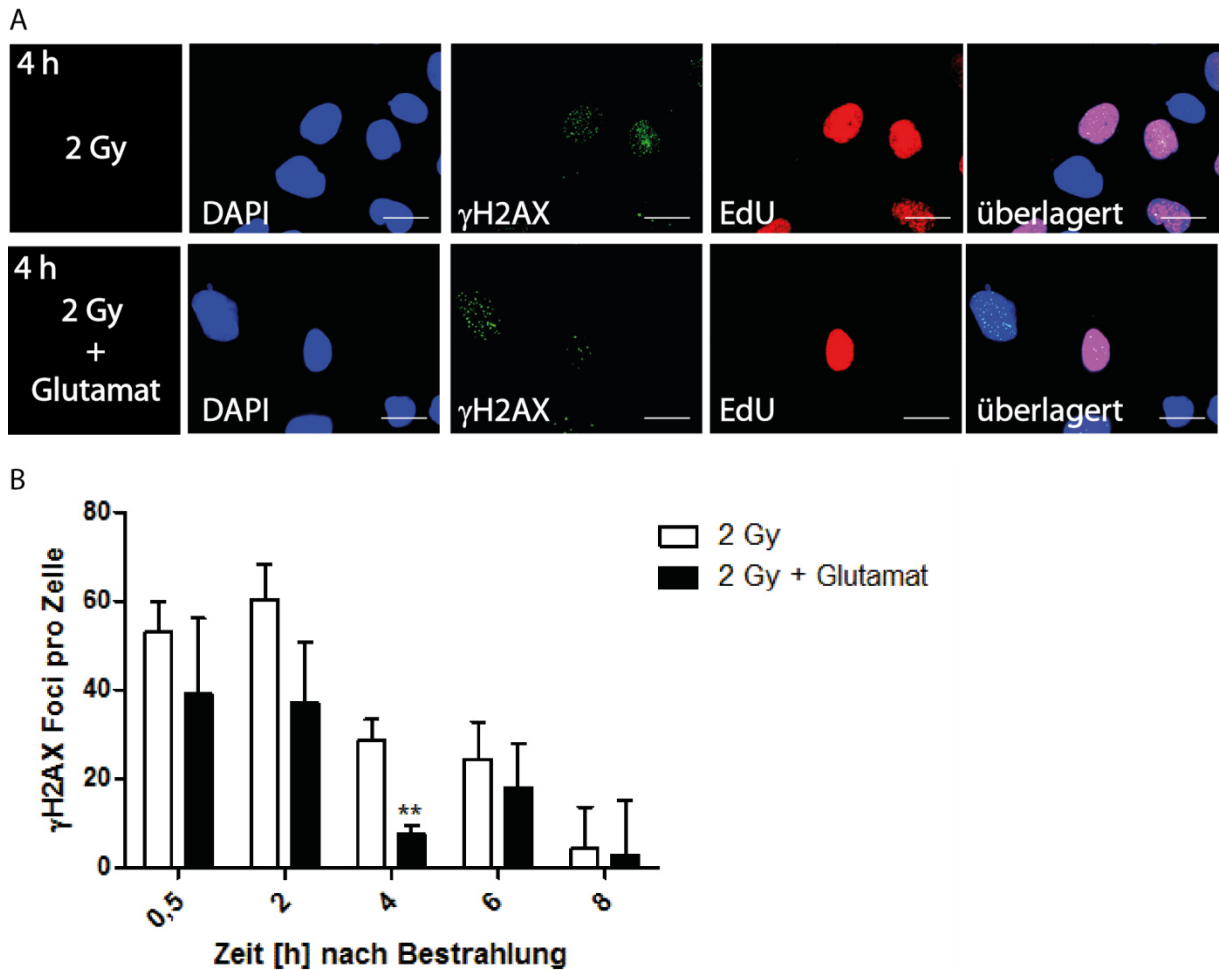 A
4 h
2 Gy
DAPI
γH2AX
EdU
überlagert
4 h
2 Gy
+
Glutamat
DAPI
γH2AX
EdU
überlagert
B
γH2AX Foci pro Zelle
80
60
40
20
0
**
0,5
2
4
6
8
Zeit [h] nach Bestrahlung
2 Gy
2 Gy + Glutamat